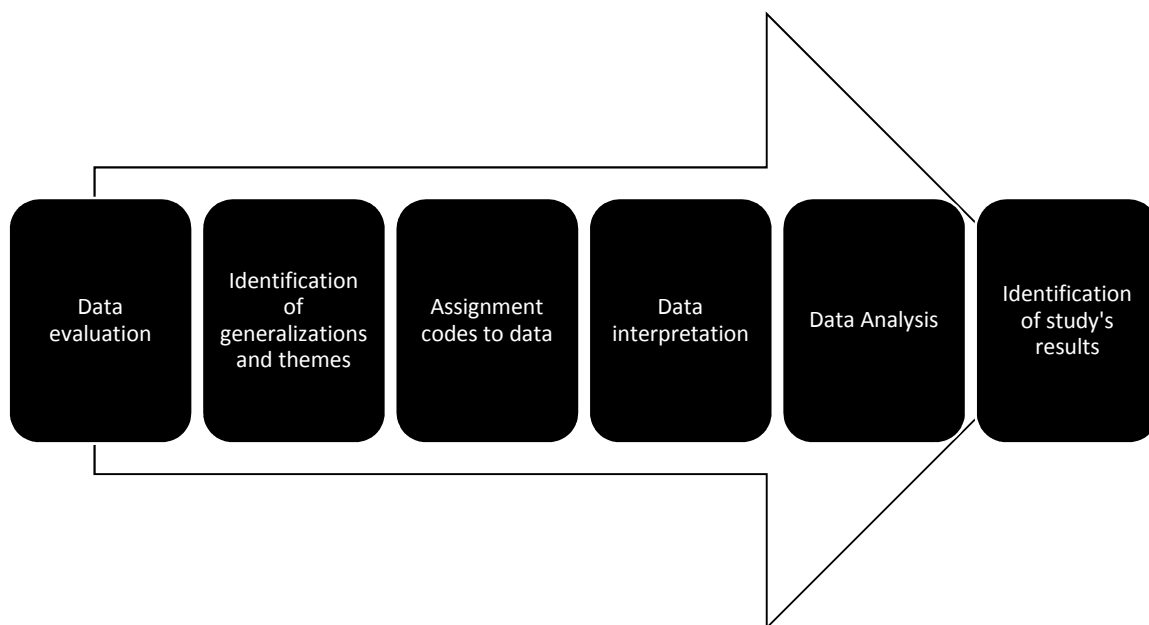 Data
evaluation
Identification
of
generalizations
and themes
Assignment
codes to data
Data
interpretation
Data Analysis
Identification
of study's
results